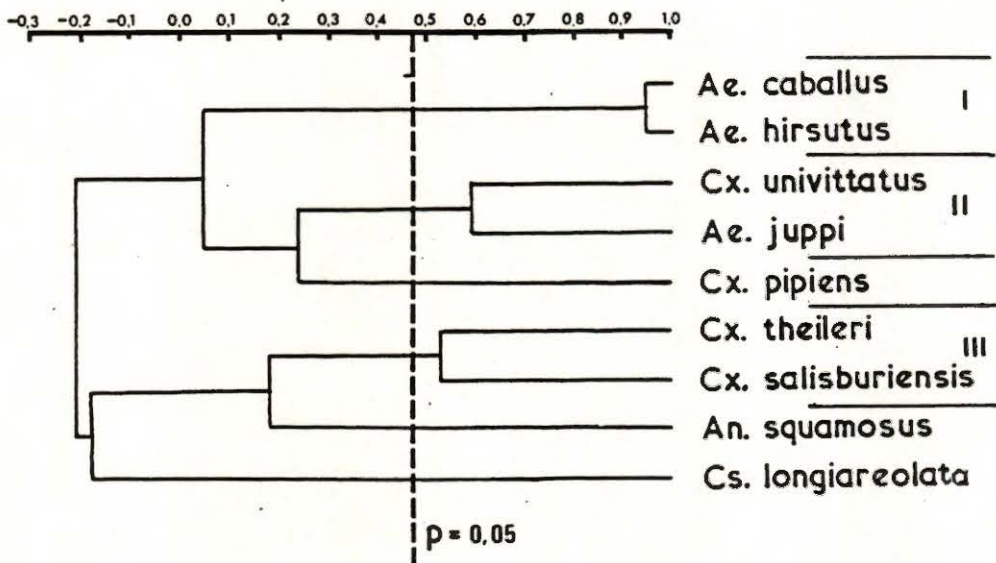 -0,3 -0,2 -0,1 0,0 0,1 0,2 0,3 0,4 0,5 0,6 0,7 0,8 0,9 1,0
Ae. caballus
I
Ae. hirsutus
Cx. univittatus
II
Ae. juppi
Cx. pipiens
Cx. theileri
III
Cx. salisburiensis
An. squamosus
Cs. longiareolata
p = 0,05